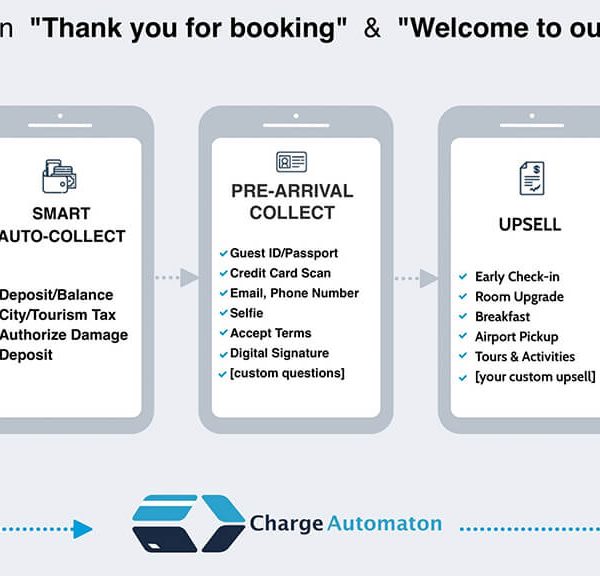 n "Thank you for booking" & "Welcome to ou
SMART
AUTO-COLLECT
Deposit/Balance
City/Tourism Tax
Authorize Damage
Deposit
PRE-ARRIVAL
COLLECT
Guest ID/Passport
Credit Card Scan
Email, Phone Number
Selfie
Accept Terms
Digital Signature
[custom questions]
UPSELL
Early Check-in
Room Upgrade
Breakfast
Airport Pickup
Tours & Activities
[your custom upsell]
Charge Automaton